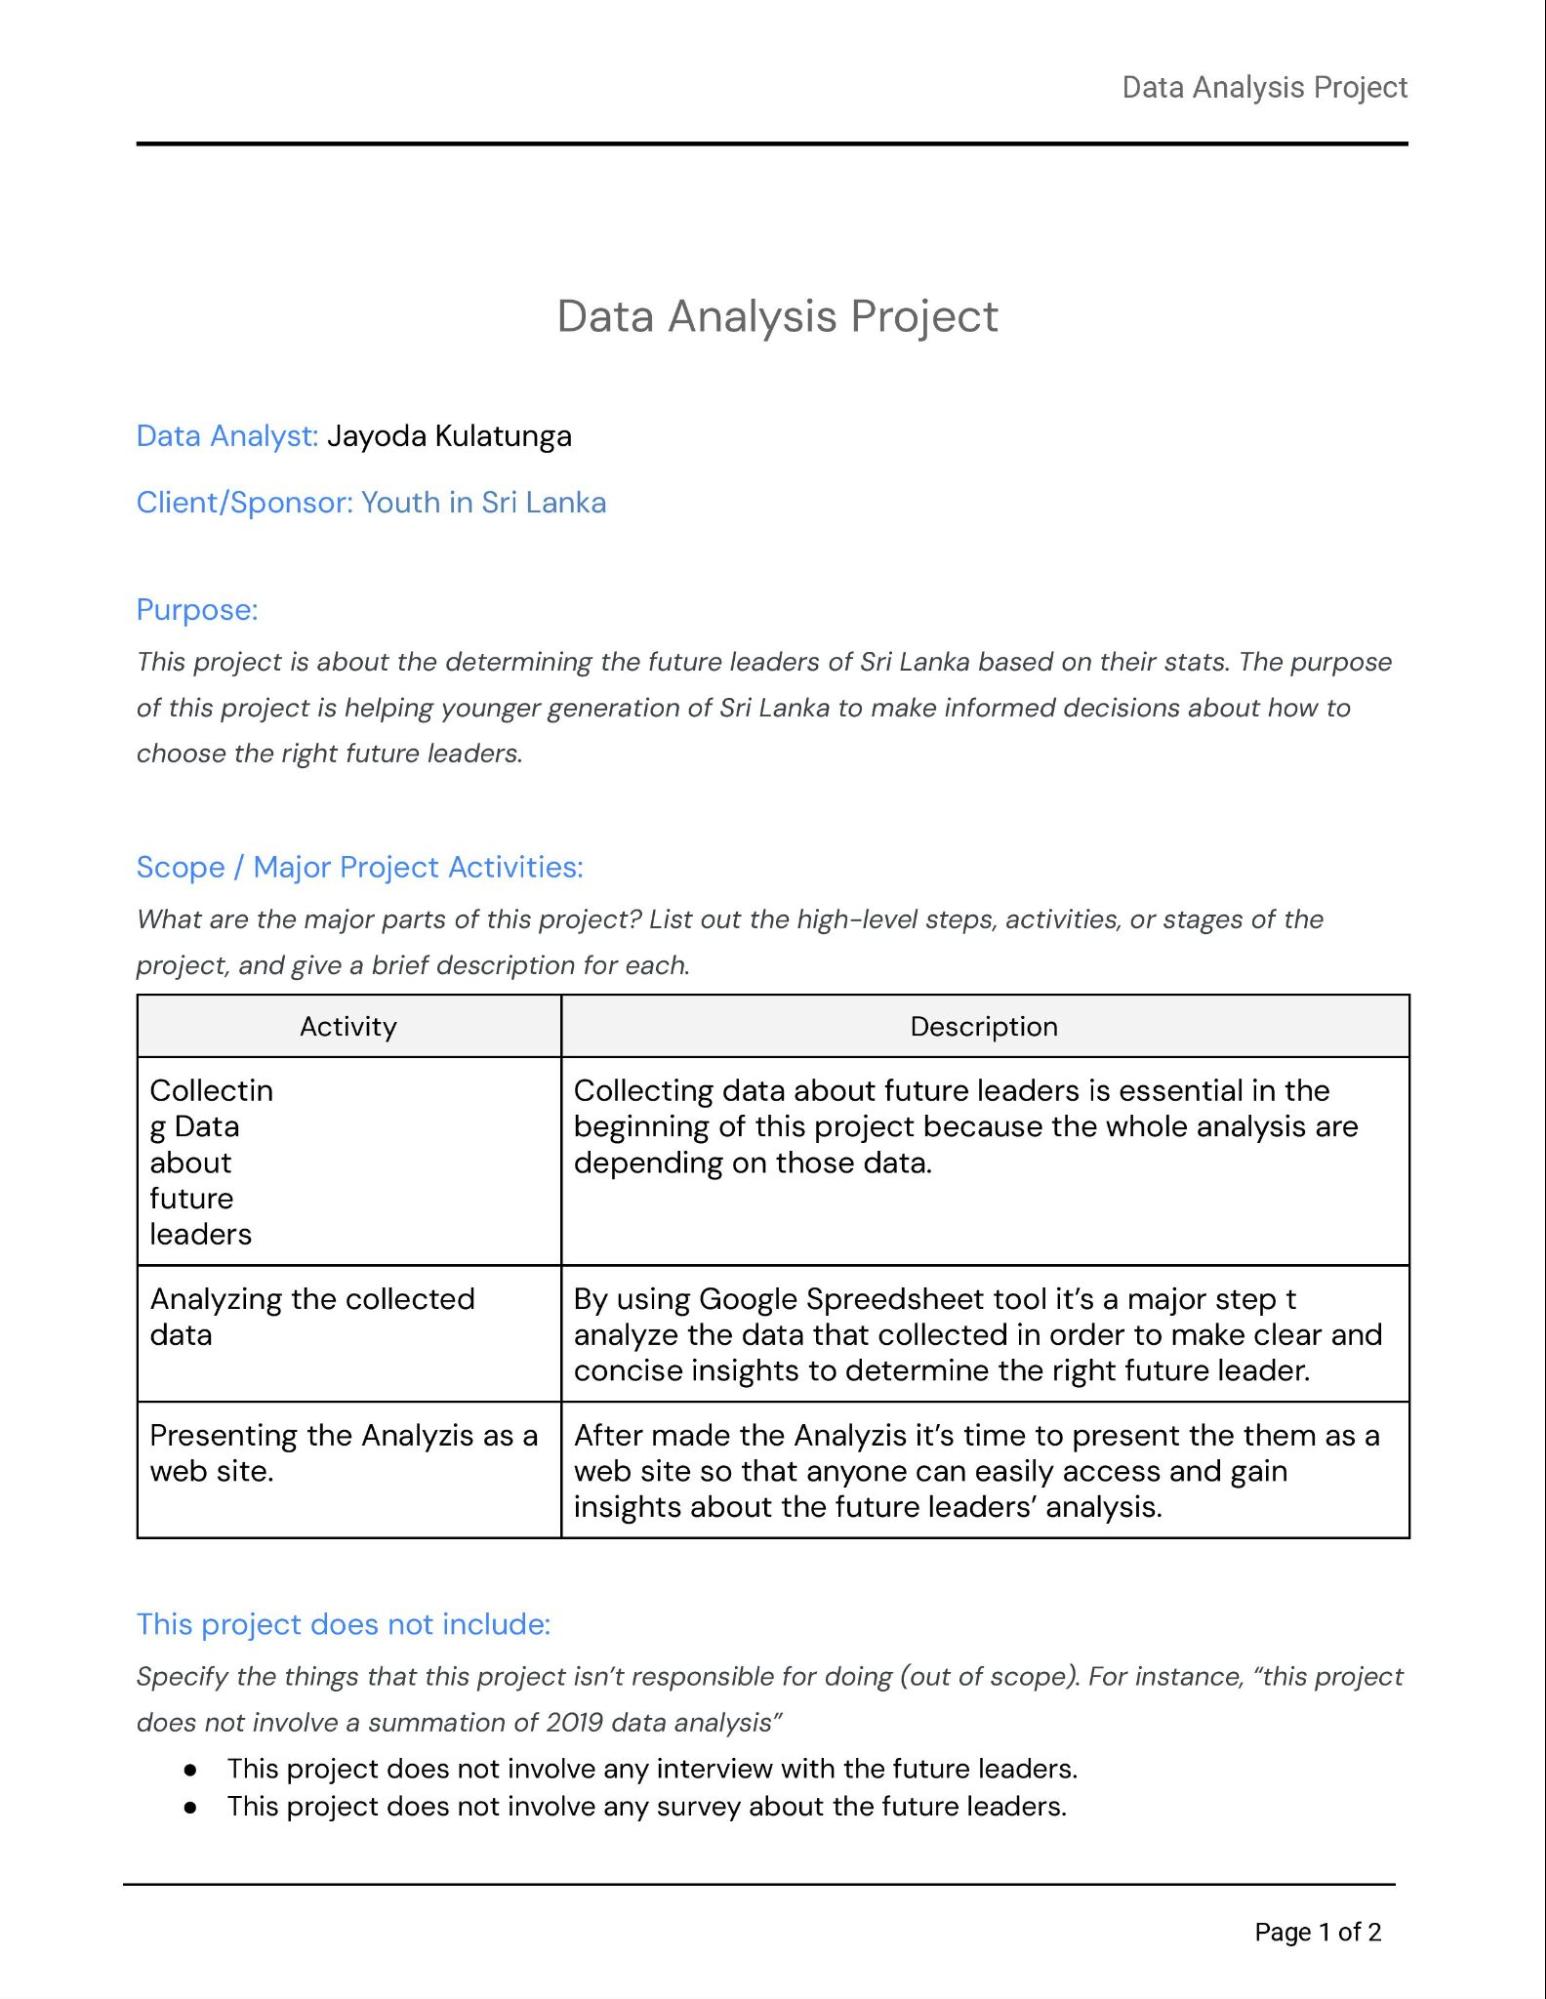 Data Analysis Project
Data Analysis Project
Data Analyst: Jayoda Kulatunga
Client/Sponsor: Youth in Sri Lanka
Purpose:
This project is about the determining the future leaders of Sri Lanka based on their stats. The purpose
of this project is helping younger generation of Sri Lanka to make informed decisions about how to
choose the right future leaders.
Scope / Major Project Activities:
What are the major parts of this project? List out the high-level steps, activities, or stages of the
project, and give a brief description for each.
Activity
Description
Collectin
g Data
about
future
leaders
Collecting data about future leaders is essential in the
beginning of this project because the whole analysis are
depending on those data.
Analyzing the collected
data
By using Google Spreedsheet tool it’s a major step t
analyze the data that collected in order to make clear and
concise insights to determine the right future leader.
Presenting the Analyzis as a
web site.
After made the Analyzis it’s time to present the them as a
web site so that anyone can easily access and gain
insights about the future leaders’ analysis.
This project does not include:
Specify the things that this project isn’t responsible for doing (out of scope). For instance, “this project
does not involve a summation of 2019 data analysis”
● This project does not involve any interview with the future leaders.
● This project does not involve any survey about the future leaders.
Page 1 of 2